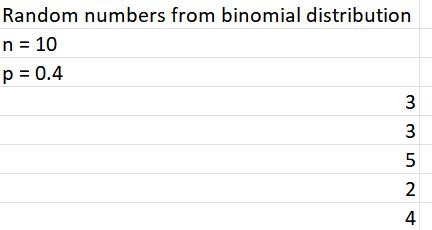 Random numbers from binomial distribution
n = 10
p = 0.4
3
3
5
2
4